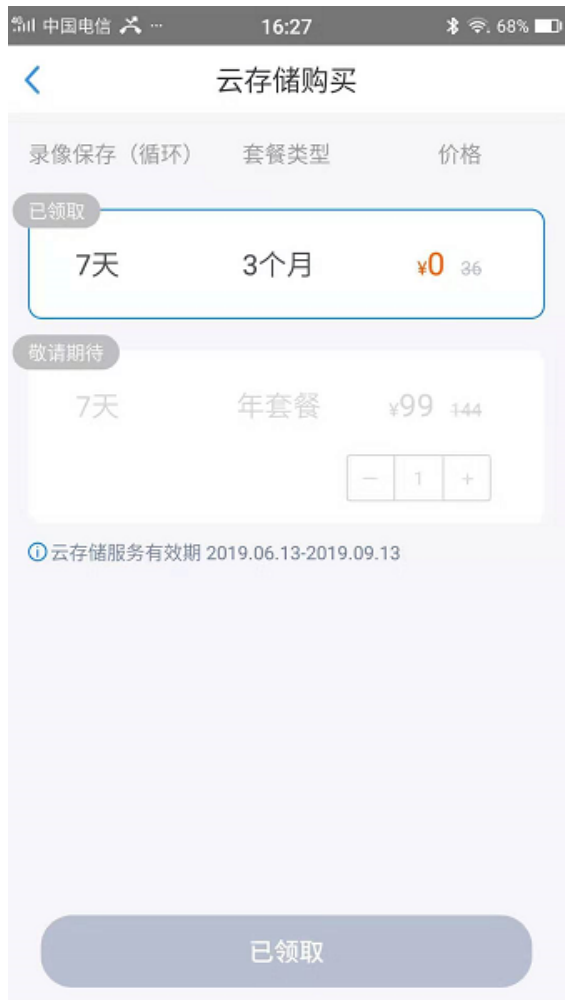 4G 中国电信 ··· 16:27 68%
云存储购买
录像保存（循环） 套餐类型 价格
已领取
7天 3个月 ¥0 36
敬请期待
7天 年套餐 ¥99 144
— 1 +
云存储服务有效期 2019.06.13-2019.09.13
已领取